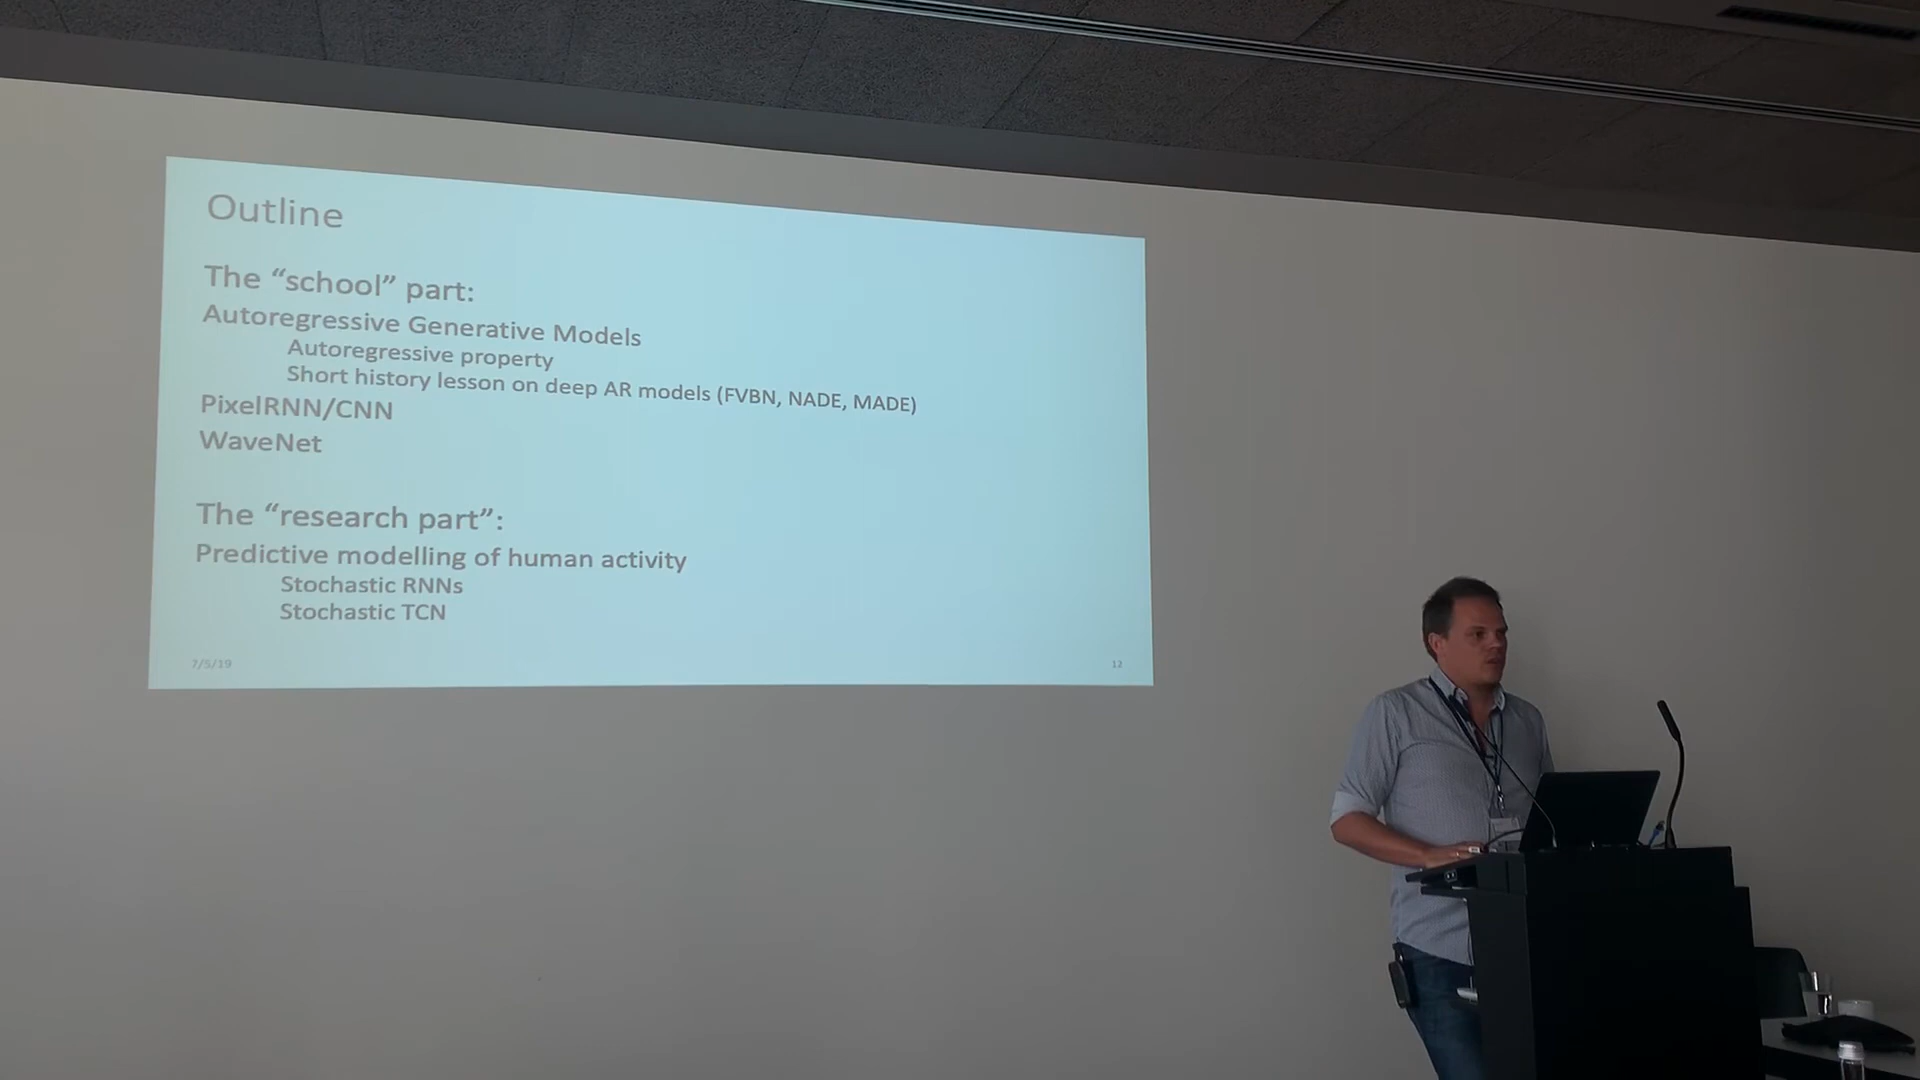 Outline
The “school” part:
Autoregressive Generative Models
Autoregressive property
Short history lesson on deep AR models (FVBN, NADE, MADE)
PixelRNN/CNN
WaveNet
The “research part”:
Predictive modelling of human activity
Stochastic RNNs
Stochastic TCN
7/5/19
12